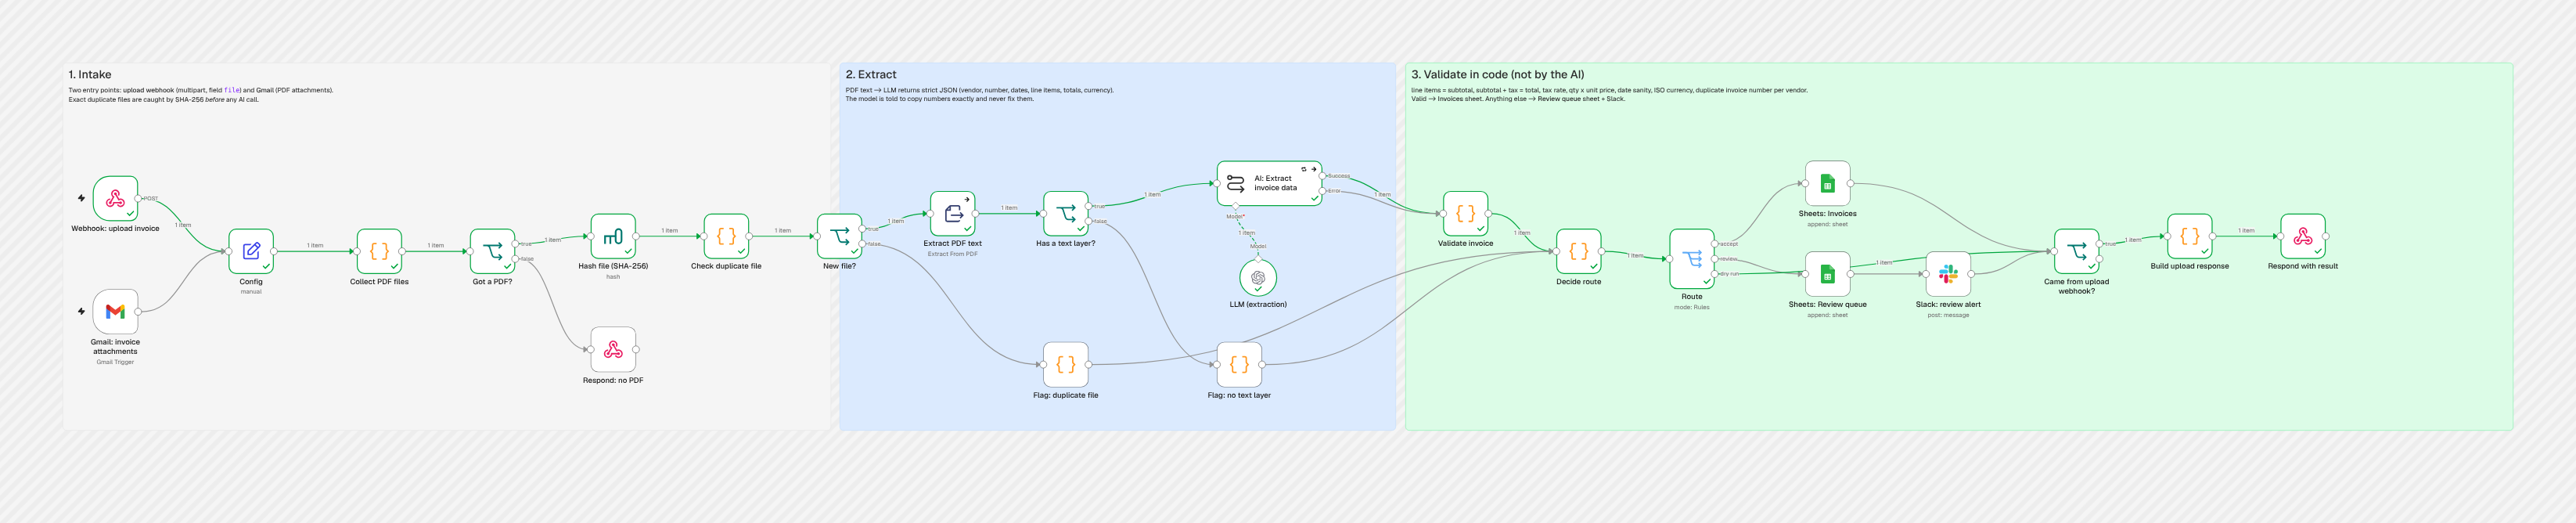 1. Intake
Two entry points: upload webhook (multipart, field file) and Gmail (PDF attachments).
Exact duplicate files are caught by SHA-256 before any AI call.
POST
Webhook: upload invoice
1 item
Gmail: invoice
attachments
Gmail Trigger
Config
manual
1 item
Collect PDF files
1 item
Got a PDF?
true
false
1 item
Respond: no PDF
Hash file (SHA-256)
hash
1 item
Check duplicate file
1 item
New file?
true
false
1 item
2. Extract
PDF text → LLM returns strict JSON (vendor, number, dates, line items, totals, currency).
The model is told to copy numbers exactly and never fix them.
Extract PDF text
Extract From PDF
1 item
Has a text layer?
true
false
1 item
AI: Extract
invoice data
Success
Error
1 item
Model*
1 item
Model
LLM (extraction)
Flag: duplicate file
Flag: no text layer
3. Validate in code (not by the AI)
line items = subtotal, subtotal + tax = total, tax rate, qty x unit price, date sanity, ISO currency, duplicate invoice number per vendor.
Valid → Invoices sheet. Anything else → Review queue sheet + Slack.
Validate invoice
1 item
Decide route
1 item
Route
mode: Rules
accept
review
dry run
Sheets: Invoices
append: sheet
Sheets: Review queue
append: sheet
1 item
Slack: review alert
post: message
Came from upload
webhook?
true
1 item
Build upload response
1 item
Respond with result